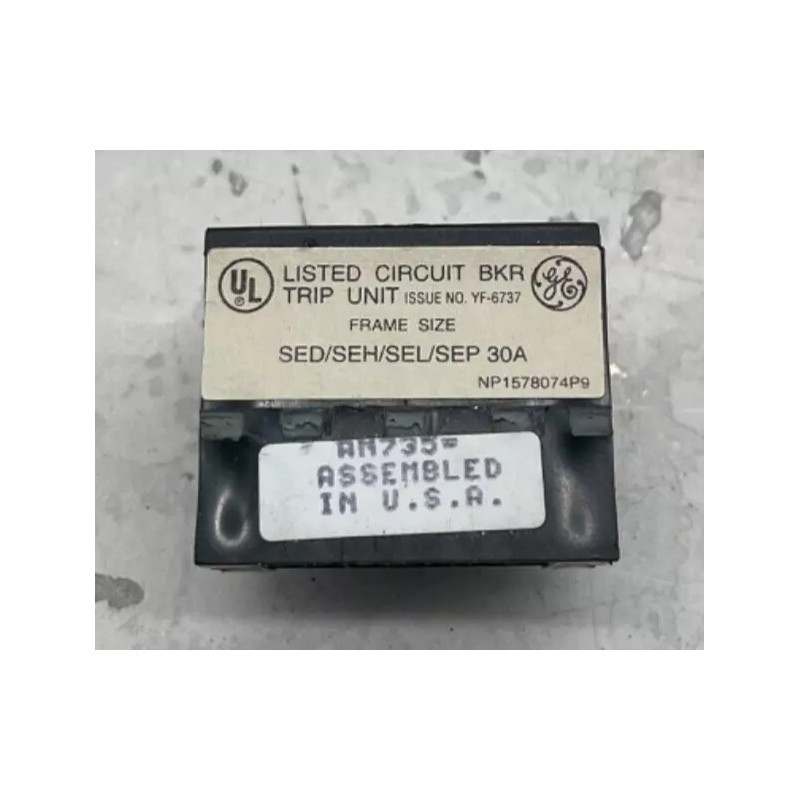 UL LISTED CIRCUIT BKR GE
® TRIP UNIT ISSUE NO. YF-6737
FRAME SIZE
SED/SEH/SEL/SEP 30A
NP1578074P9
ASSEMBLED
IN U.S.A.